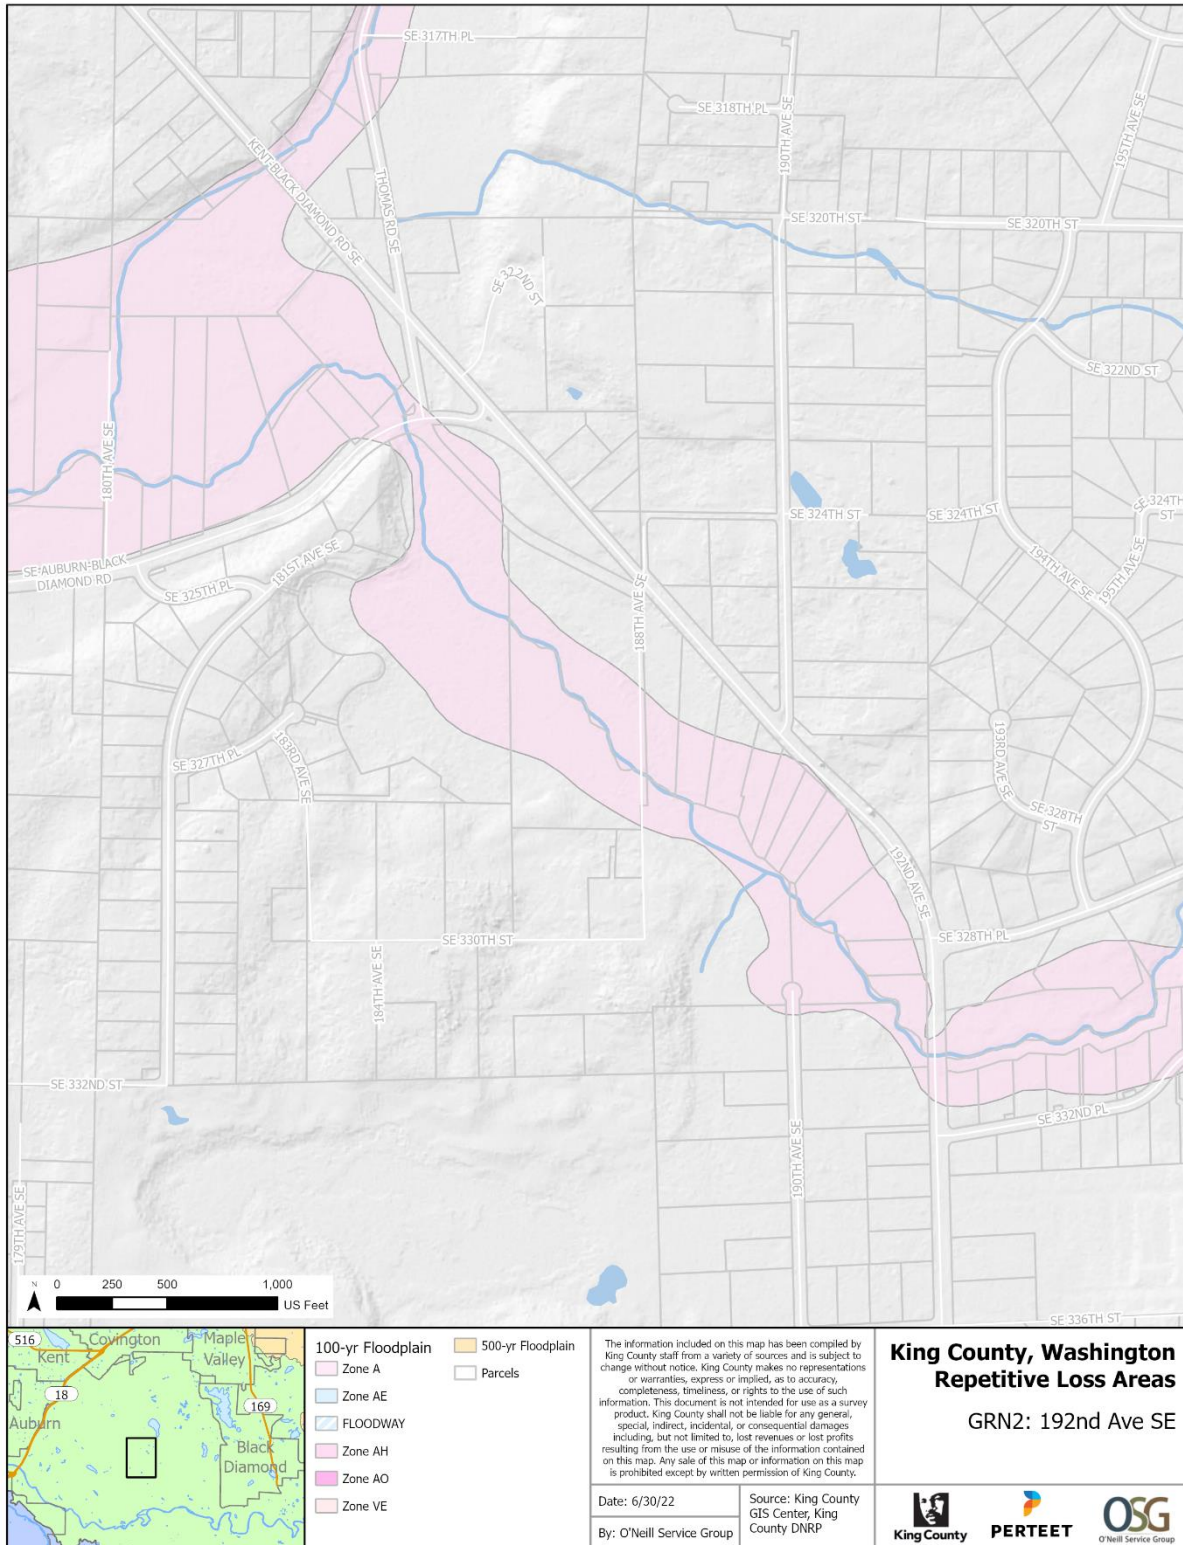 SE 317TH PL
SE 318TH PL
190TH AVE SE
195TH AVE SE
KENT-BLACK DIAMOND RD SE
THOMAS RD SE
SE 320TH ST
SE 320TH ST
SE 322ND ST
SE 322ND ST
180TH AVE SE
SE 324TH ST
SE 324TH ST
SE 324TH
ST
SE AUBURN-BLACK
DIAMOND RD
181ST AVE SE
SE 325TH PL
188TH AVE SE
194TH AVE SE
195TH AVE SE
SE 327TH PL
183RD AVE SE
193RD AVE SE
SE 328TH
ST
192ND AVE SE
SE 328TH PL
SE 330TH ST
184TH AVE SE
SE 332ND ST
SE 332ND PL
190TH AVE SE
179TH AVE SE
SE 336TH ST
N
0 250 500 1,000
US Feet
516
Covington
Maple
Valley
Kent
18
169
Auburn
Black
Diamond
100-yr Floodplain
Zone A
Zone AE
FLOODWAY
Zone AH
Zone AO
Zone VE
500-yr Floodplain
Parcels
The information included on this map has been compiled by
King County staff from a variety of sources and is subject to
change without notice. King County makes no representations
or warranties, express or implied, as to accuracy,
completeness, timeliness, or rights to the use of such
information. This document is not intended for use as a survey
product. King County shall not be liable for any general,
special, indirect, incidental, or consequential damages
including, but not limited to, lost revenues or lost profits
resulting from the use or misuse of the information contained
on this map. Any sale of this map or information on this map
is prohibited except by written permission of King County.
Date: 6/30/22
By: O'Neill Service Group
Source: King County
GIS Center, King
County DNRP
King County, Washington
Repetitive Loss Areas
GRN2: 192nd Ave SE
King County
PERTEET
OSG
O'Neill Service Group